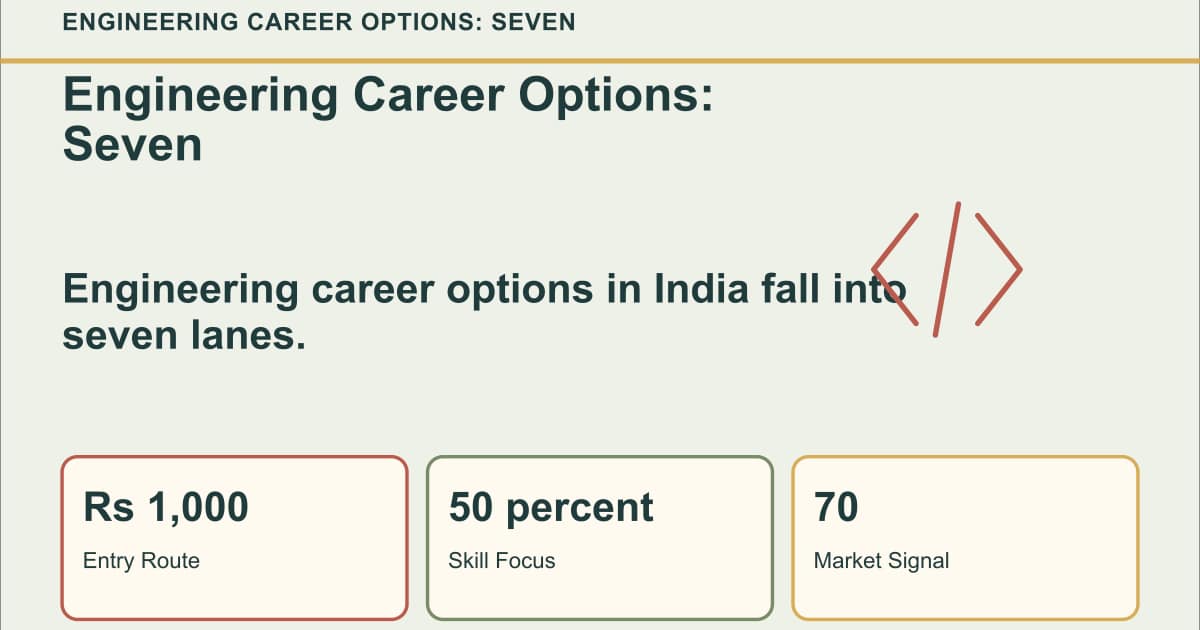 ENGINEERING CAREER OPTIONS: SEVEN
Engineering Career Options:
Seven
Engineering career options in India fall into
seven lanes.
Rs 1,000
Entry Route
50 percent
Skill Focus
70
Market Signal